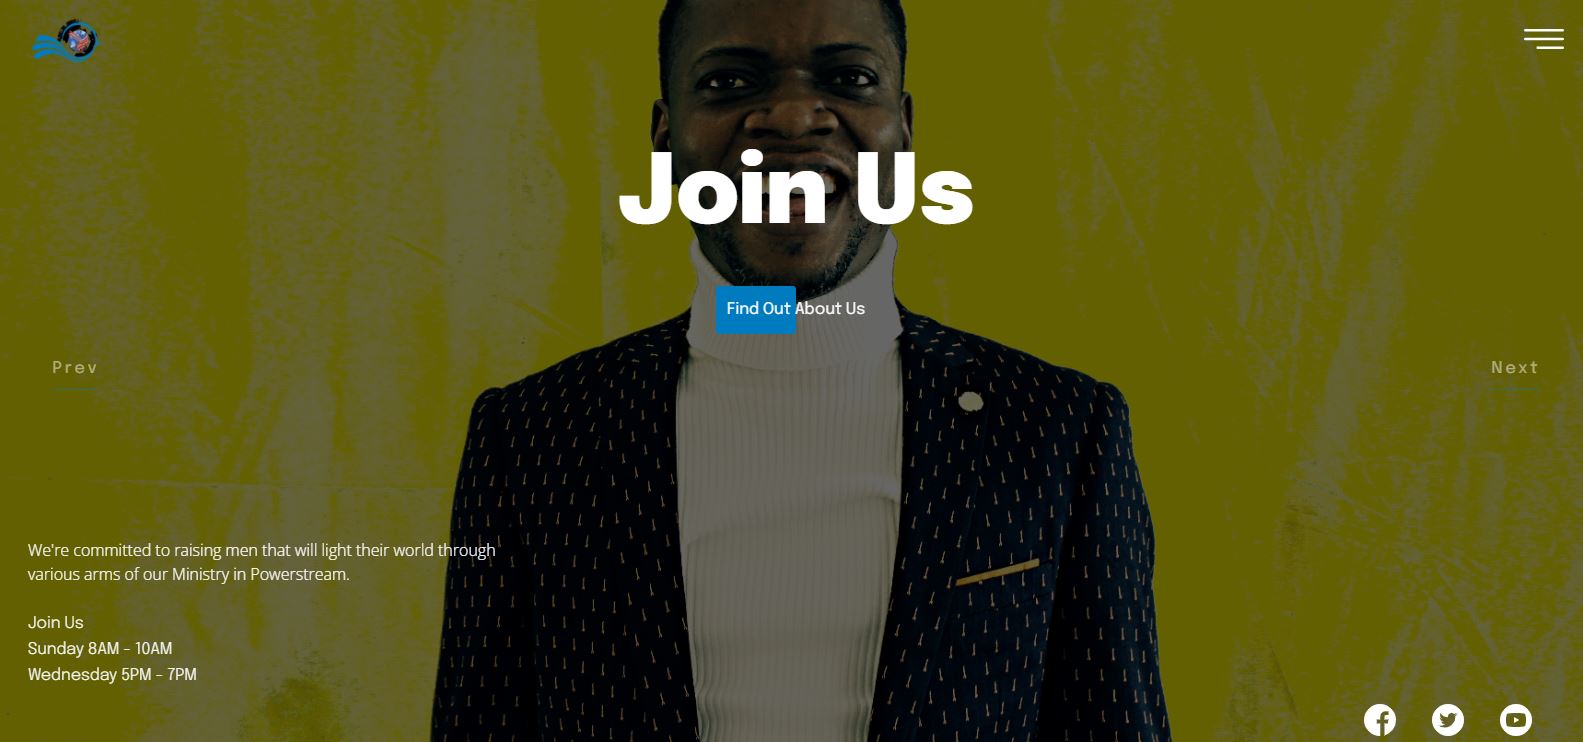 Join Us
Find Out About Us
Prev
Next
We're committed to raising men that will light their world through
various arms of our Ministry in Powerstream.
Join Us
Sunday 8AM - 10AM
Wednesday 5PM - 7PM